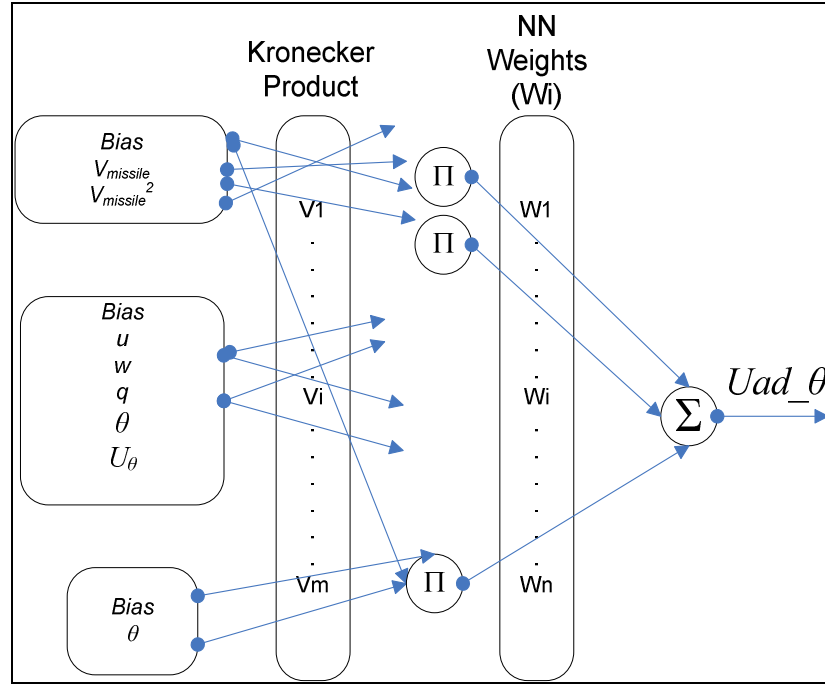 Kronecker
Product
NN
Weights
(Wi)
Bias
Vmissile
Vmissile²
Bias
u
w
q
θ
Uθ
Bias
θ
V1
Vi
Vm
Π
Π
Π
W1
Wi
Wn
Σ
Uad_θ